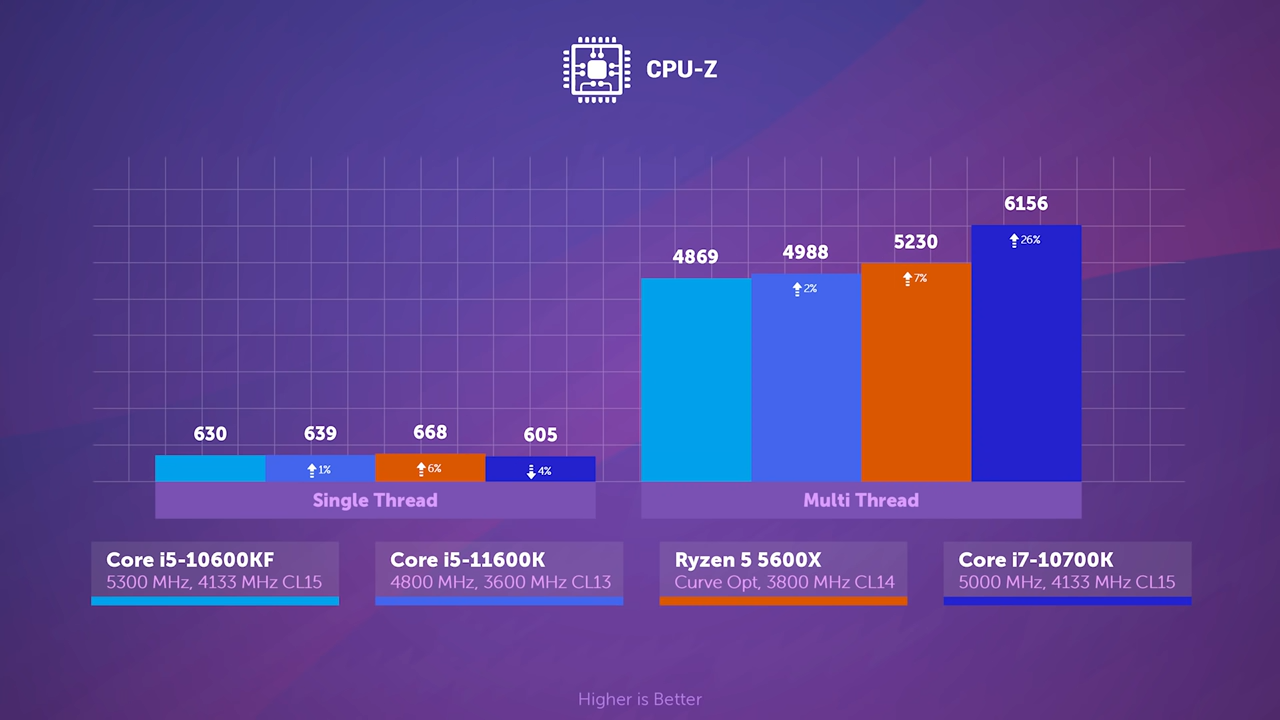 CPU-Z
6156
5230
4988
4869
26%
7%
2%
630
639
668
605
1%
6%
4%
Single Thread
Multi Thread
Core i5-10600KF
5300 MHz, 4133 MHz CL15
Core i5-11600K
4800 MHz, 3600 MHz CL13
Ryzen 5 5600X
Curve Opt, 3800 MHz CL14
Core i7-10700K
5000 MHz, 4133 MHz CL15
Higher is Better